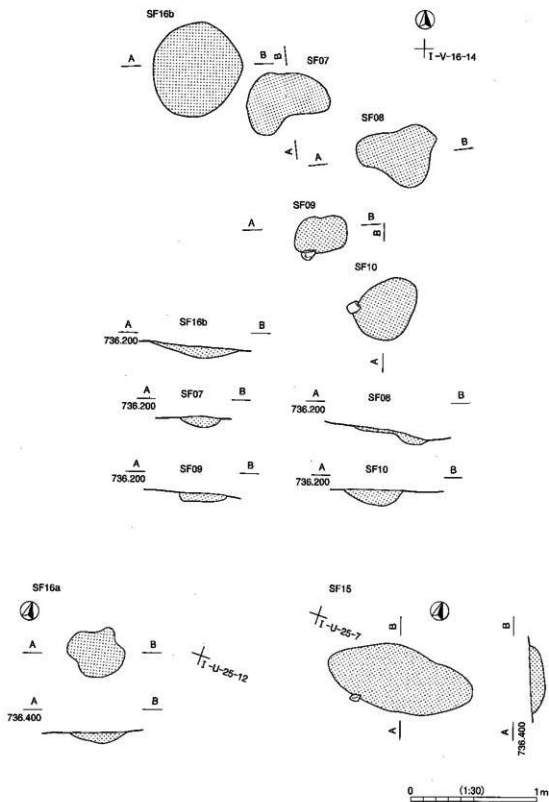 SF16b
A
B B
SF07
I-V-16-14
SF08
A
A
B
SF09
A
B
B
SF10
A
SF16b
A
B
736.200
SF07
A
B
736.200
SF08
A
B
736.200
SF09
A
B
736.200
SF10
A
B
736.200
SF16a
A
B
I-U-25-12
A
B
736.400
SF15
I-U-25-7
B
A
B
A
736.400
0 (1:30) 1m